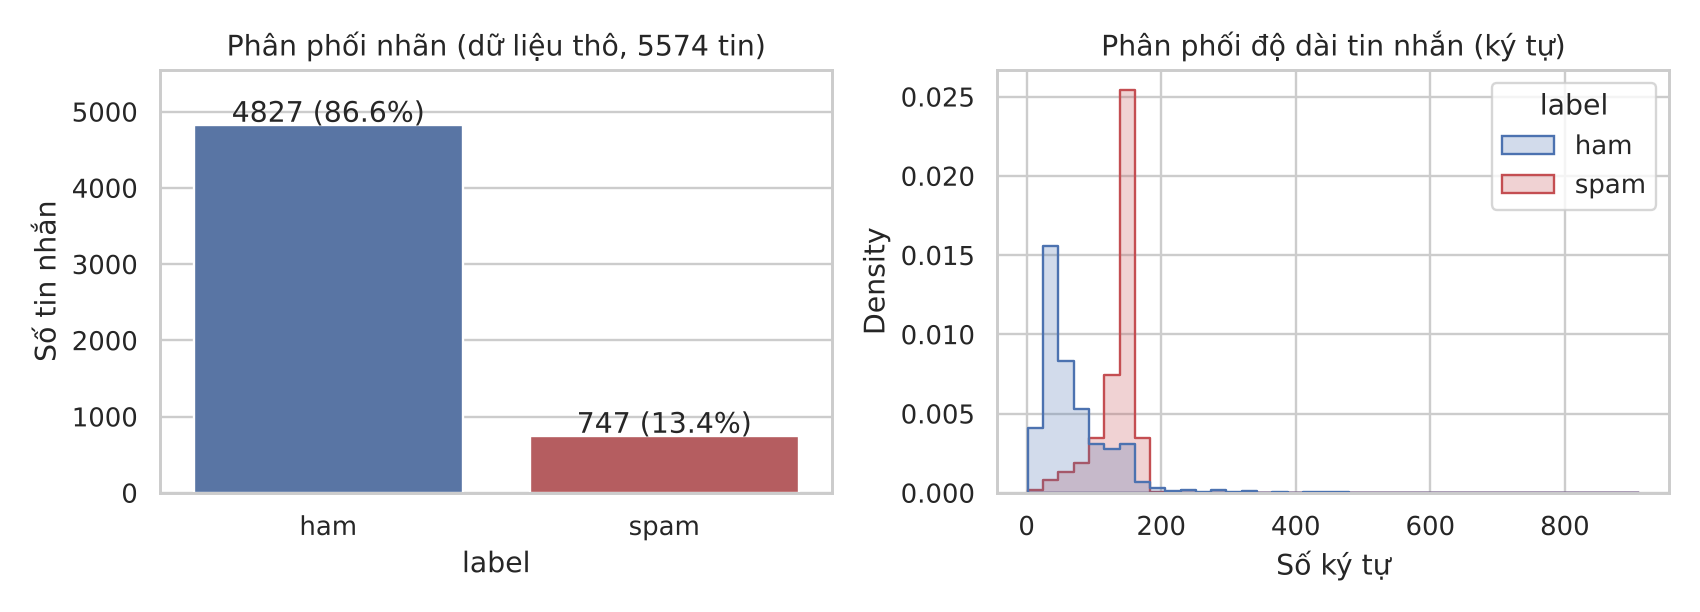 Phân phối nhãn (dữ liệu thô, 5574 tin)
5000
4000
3000
2000
1000
0
Số tin nhắn
4827 (86.6%)
747 (13.4%)
ham
spam
label
Phân phối độ dài tin nhắn (ký tự)
0.025
0.020
0.015
0.010
0.005
0.000
Density
label
ham
spam
0
200
400
600
800
Số ký tự